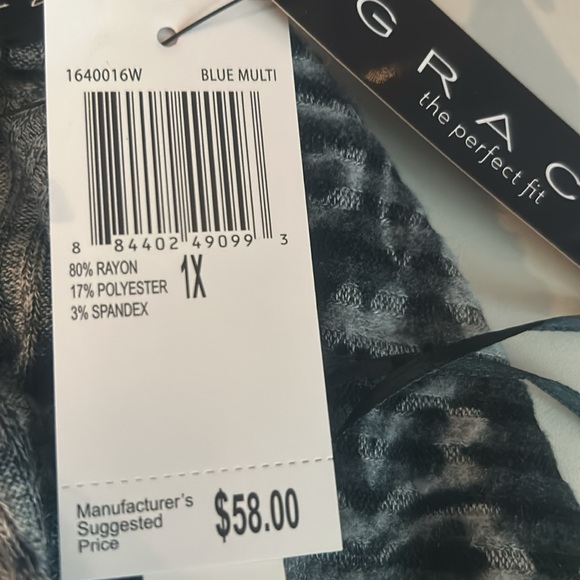 1640016W BLUE MULTI
8 84402 49099 3
80% RAYON
17% POLYESTER
3% SPANDEX
1X
Manufacturer's
Suggested
Price
$58.00
GRAC
the perfect fit